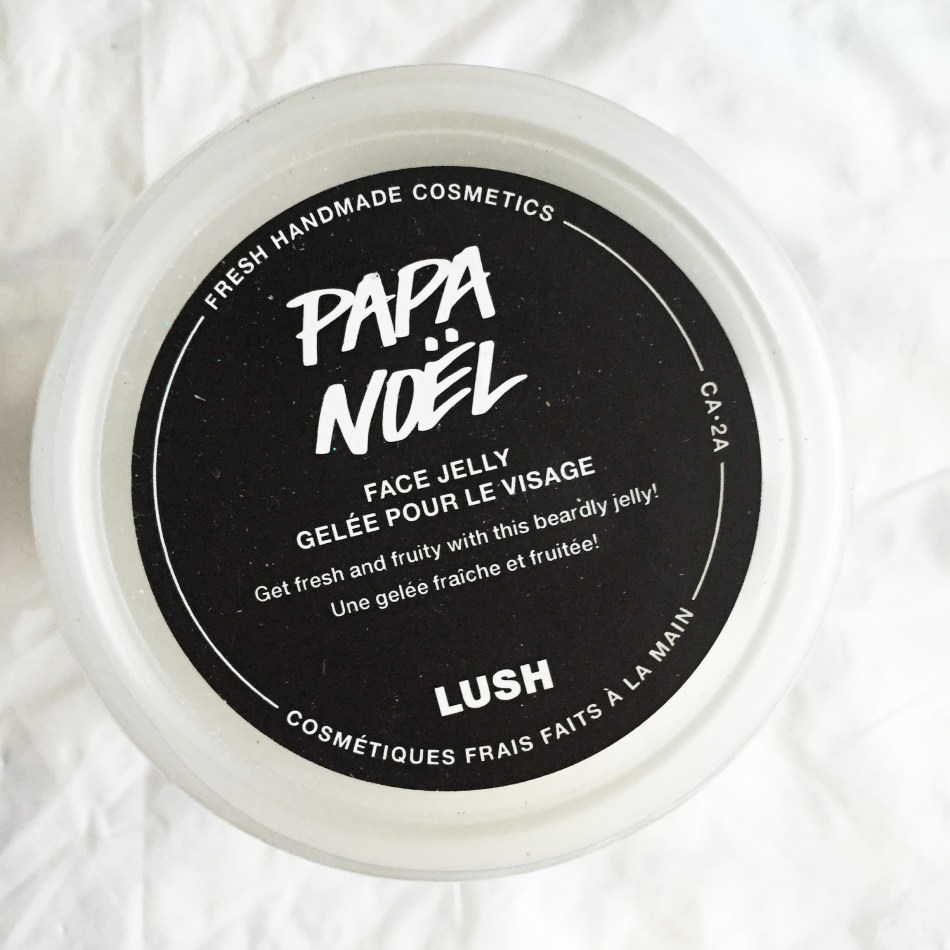 FRESH HANDMADE COSMETICS
PAPA
NOËL
FACE JELLY
GELÉE POUR LE VISAGE
Get fresh and fruity with this beardly jelly!
Une gelée fraîche et fruitée!
LUSH
CA•2A
COSMÉTIQUES FRAIS FAITS À LA MAIN